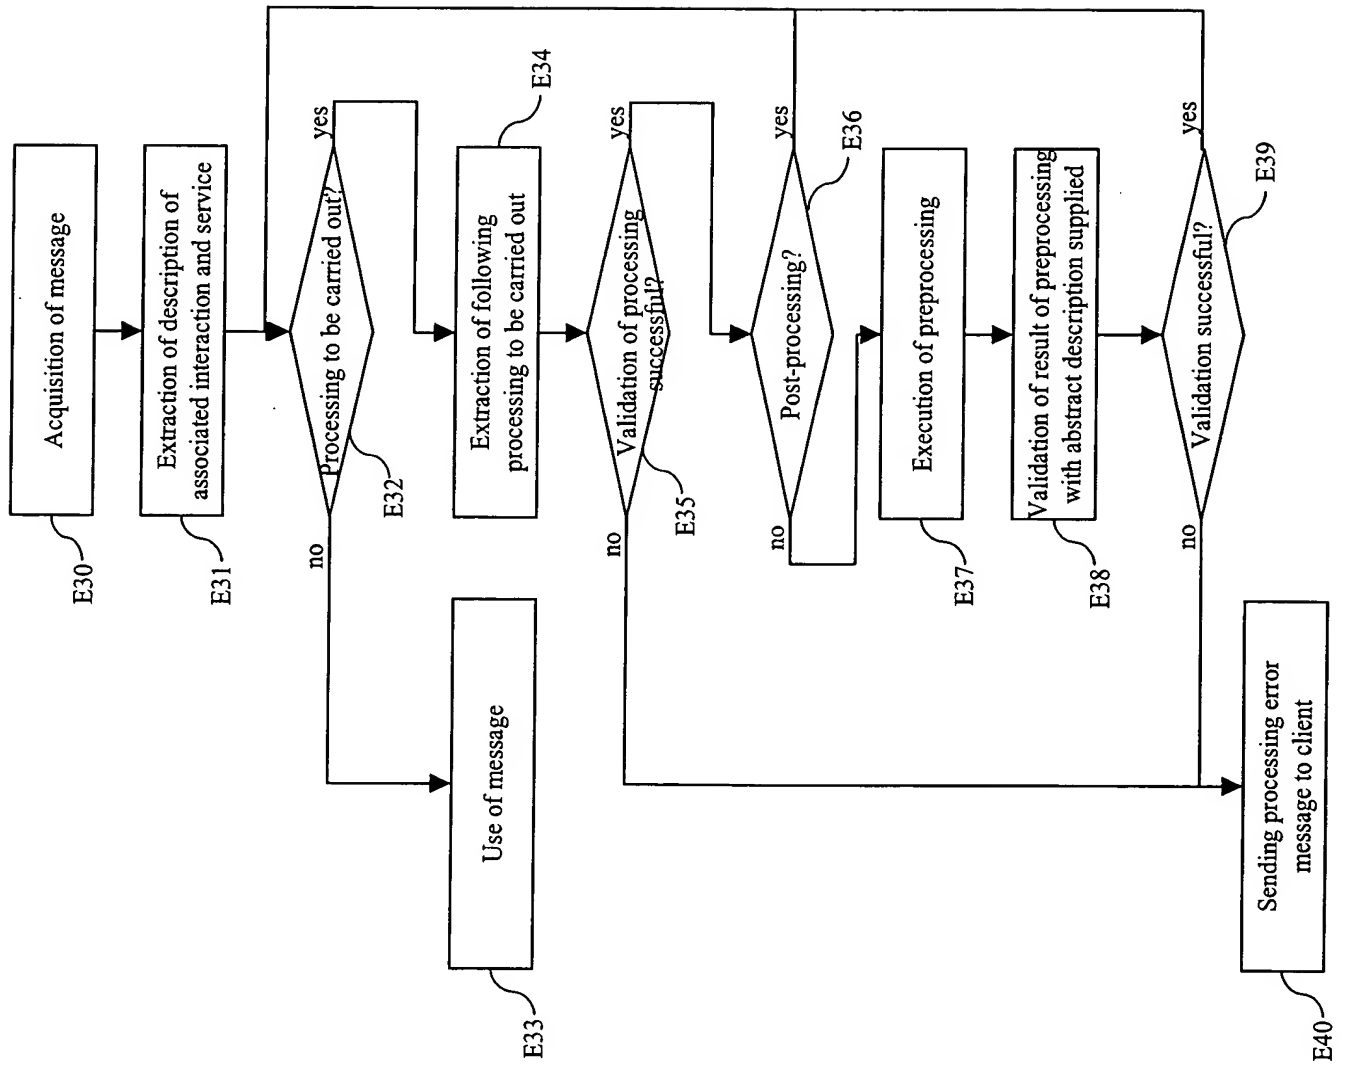 Acquisition of message
E30
Extraction of description of
associated interaction and service
E31
Processing to be carried out?
yes
no
E32
Use of message
E33
Extraction of following
processing to be carried out
E34
Validation of processing
successful?
yes
no
E35
Post-processing?
yes
no
E36
Execution of preprocessing
E37
Validation of result of preprocessing
with abstract description supplied
E38
Validation successful?
yes
no
E39
Sending processing error
message to client
E40